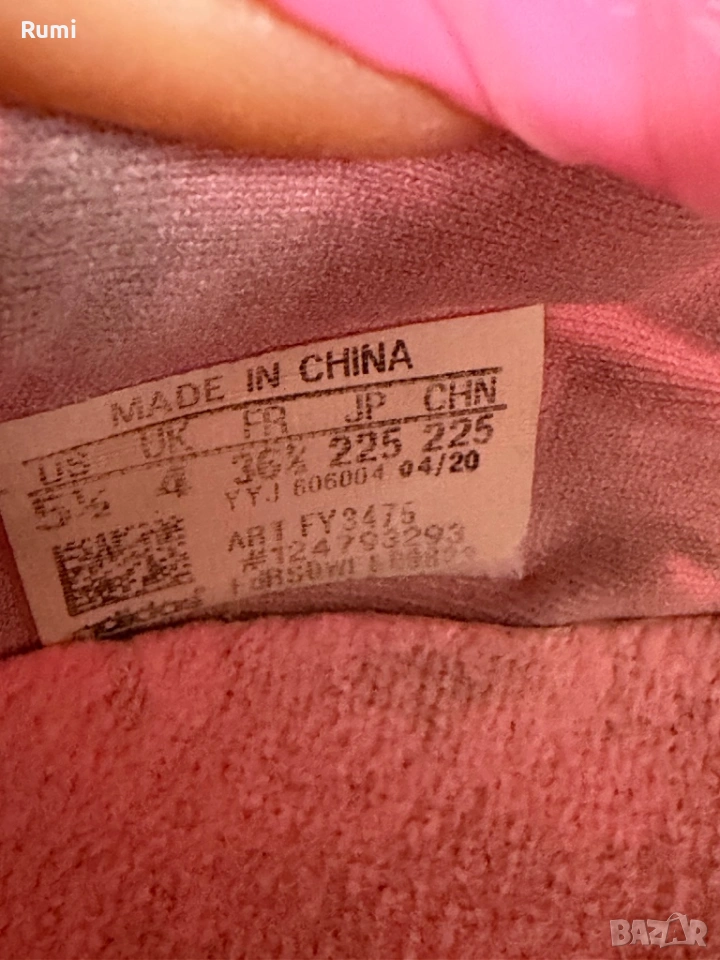 Rumi
MADE IN CHINA
US UK FR JP CHN
5½ 4 36⅔ 225 225
YYJ 606004 04/20
ART FY3475
#124793293
adidas
BAZAR